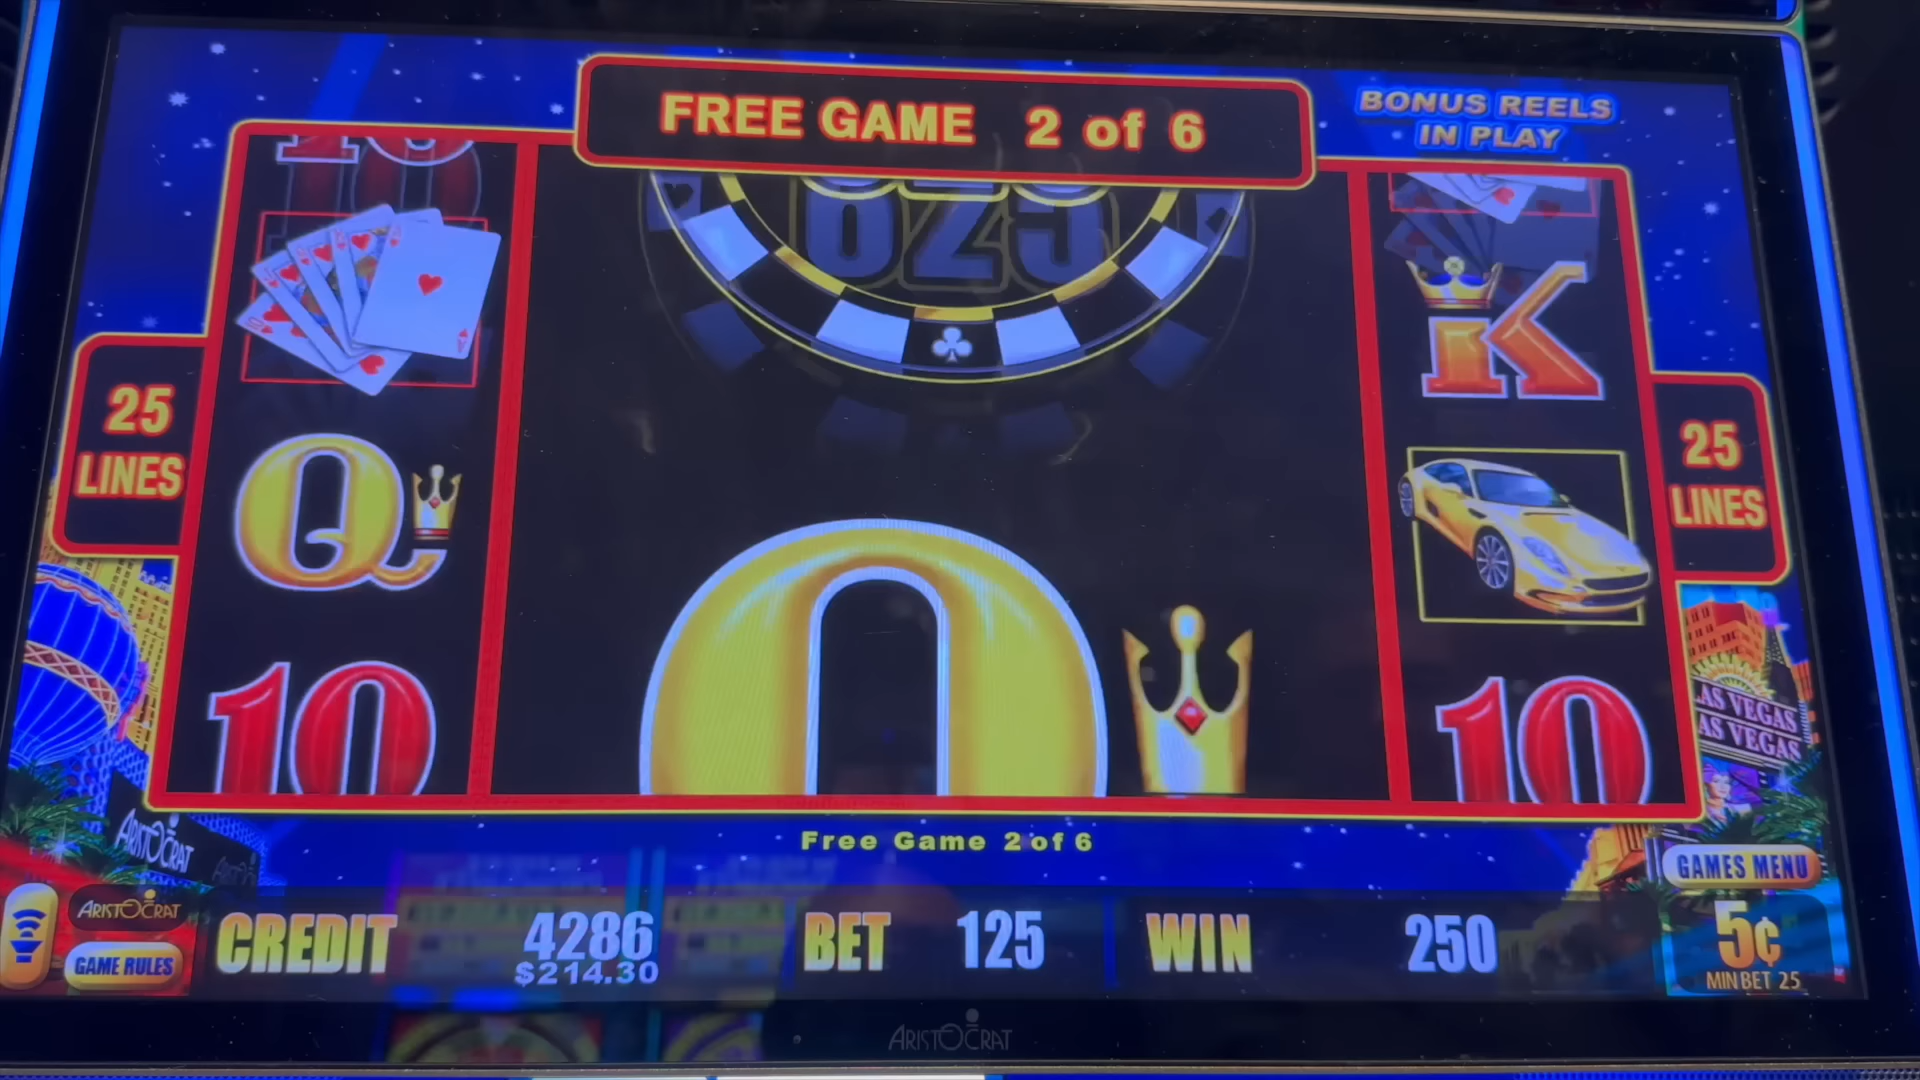 FREE GAME 2 of 6
BONUS REELS
IN PLAY
10
625
K
25
LINES
25
LINES
Q
10
10
LAS VEGAS
LAS VEGAS
ARISTOCRAT
Free Game 2 of 6
GAMES MENU
ARISTOCRAT
GAME RULES
CREDIT 4286
$214.30
BET 125
WIN 250
5¢
MIN BET 25
ARISTOCRAT